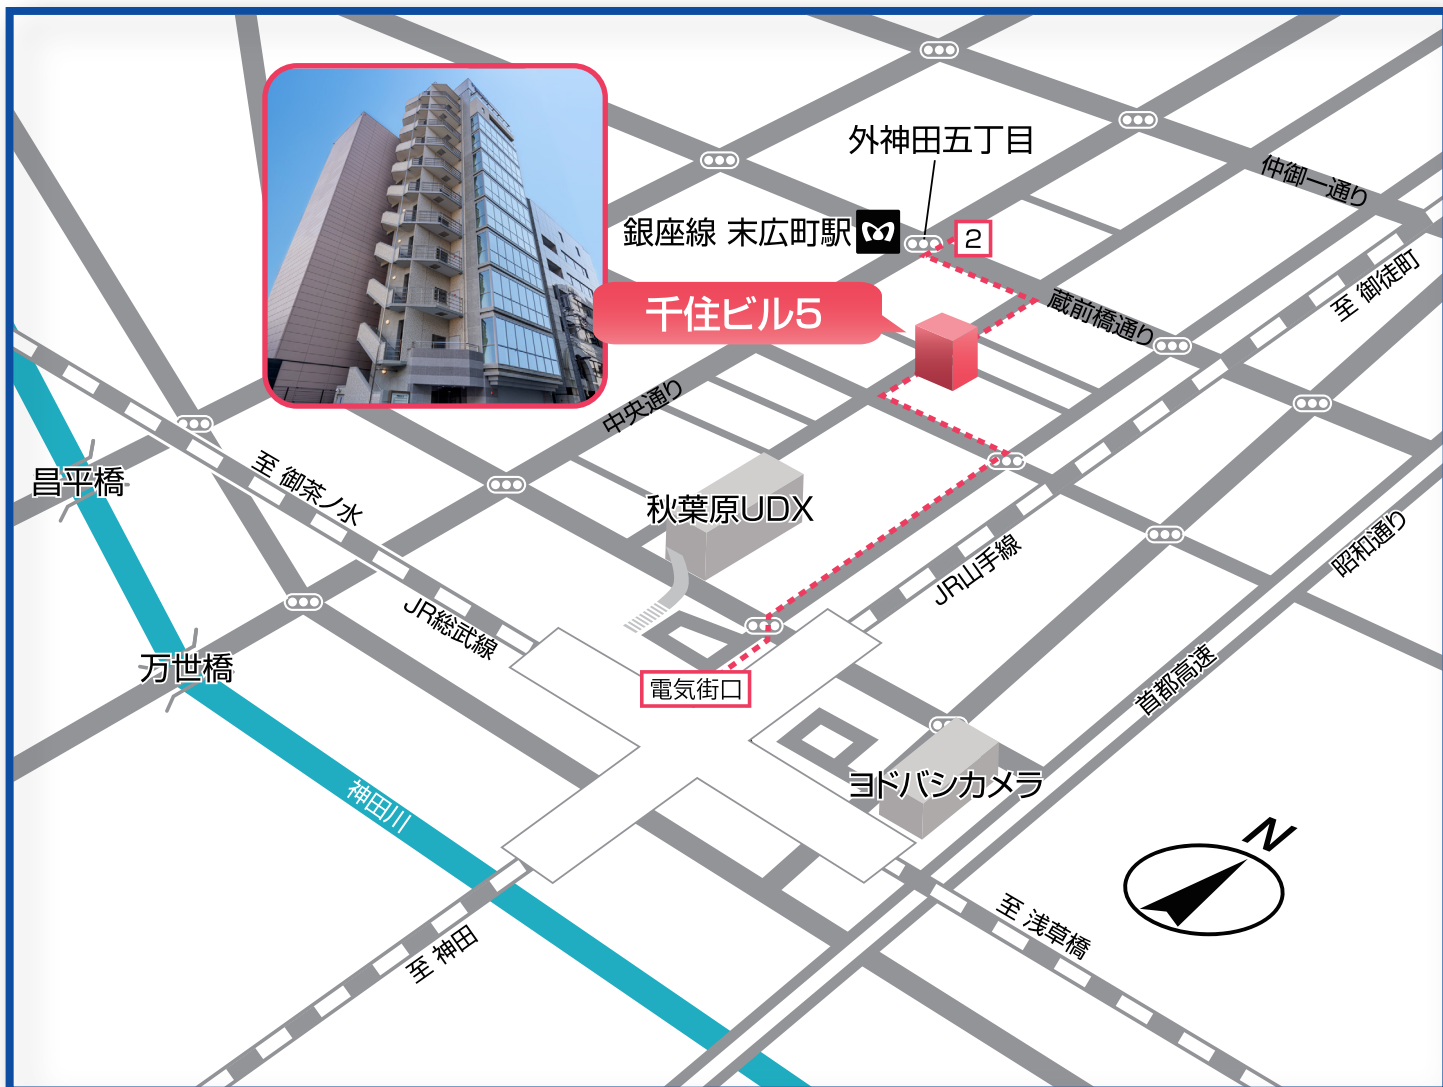 外神田五丁目
仲御一通り
銀座線 末広町駅
2
至 御徒町
千住ビル5
蔵前橋通り
中央通り
至 御茶ノ水
昌平橋
秋葉原UDX
昭和通り
JR山手線
JR総武線
万世橋
電気街口
首都高速
神田川
ヨドバシカメラ
N
至 神田
至 浅草橋